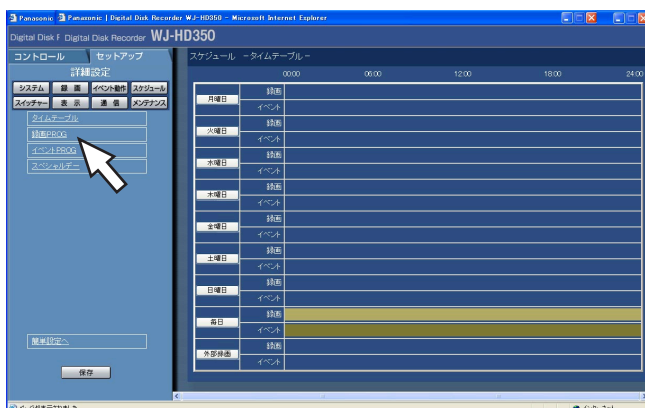 Panasonic Panasonic | Digital Disk Recorder WJ-HD350 - Microsoft Internet Explorer
Digital Disk F Digital Disk Recorder WJ-HD350
コントロール セットアップ
詳細設定
システム 録 画 イベント動作 スケジュール
スイッチャー 表 示 通 信 メンテナンス
タイムテーブル
録画PROG
イベントPROG
スペシャルデー
簡単設定へ
保存
スケジュール -タイムテーブル-
00:00 06:00 12:00 18:00 24:00
月曜日 録画
イベント
火曜日 録画
イベント
水曜日 録画
イベント
木曜日 録画
イベント
金曜日 録画
イベント
土曜日 録画
イベント
日曜日 録画
イベント
毎日 録画
イベント
外部録画 録画
イベント